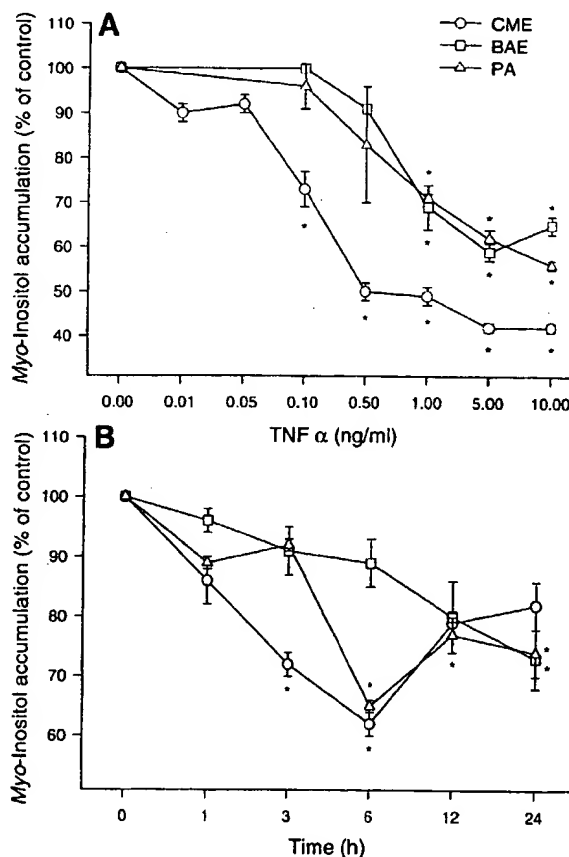 A
CME
BAE
PA
110
100
90
80
70
60
50
40
Myo-Inositol accumulation (% of control)
0.00 0.01 0.05 0.10 0.50 1.00 5.00 10.00
TNF α (ng/ml)
B
110
100
90
80
70
60
Myo-Inositol accumulation (% of control)
0 1 3 6 12 24
Time (h)